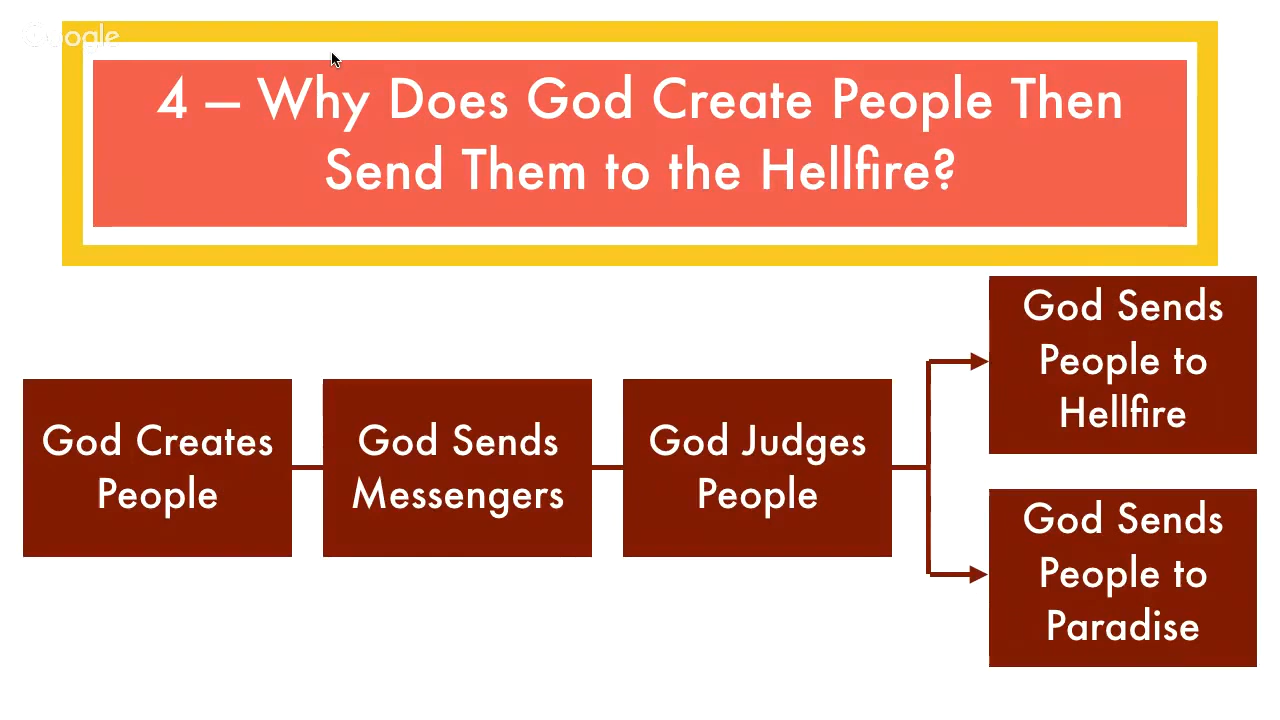 Google
4 – Why Does God Create People Then
Send Them to the Hellfire?
God Creates
People
God Sends
Messengers
God Judges
People
God Sends
People to
Hellfire
God Sends
People to
Paradise